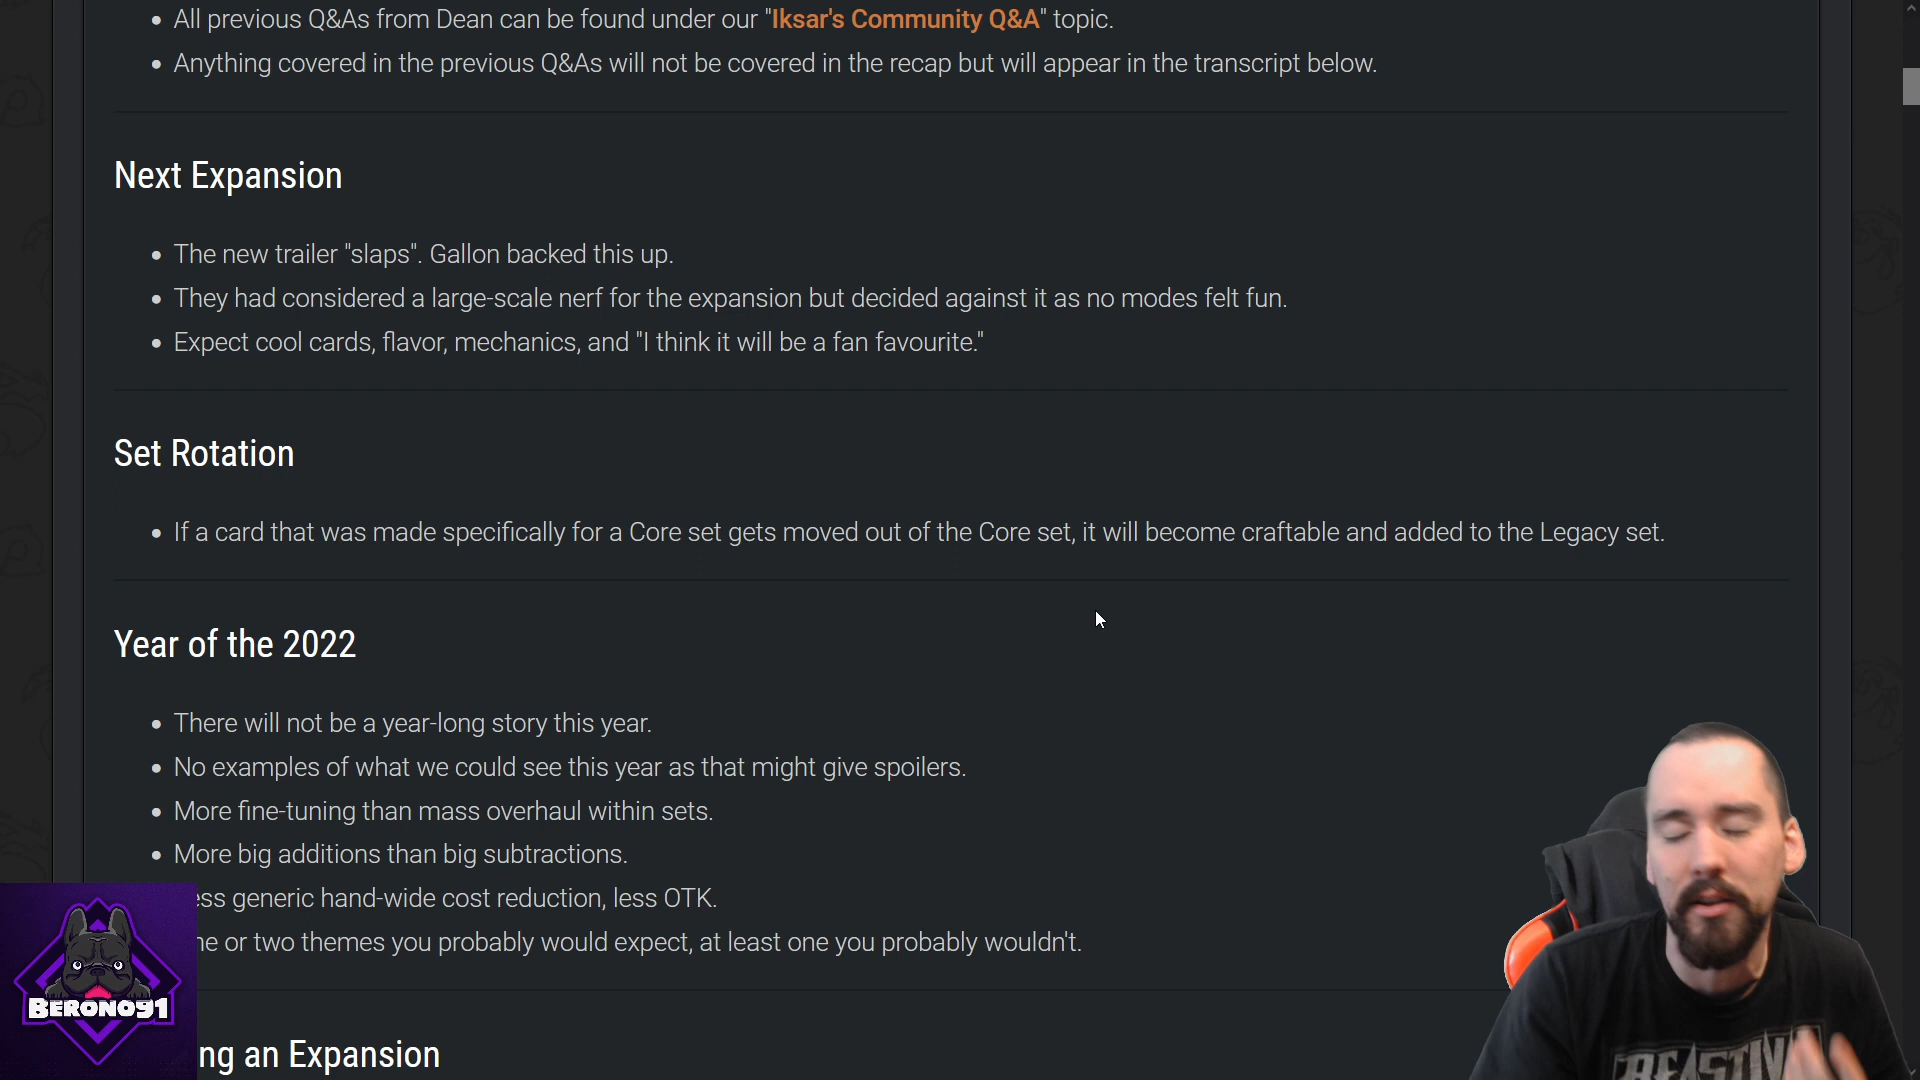 All previous Q&As from Dean can be found under our "Iksar's Community Q&A" topic.
Anything covered in the previous Q&As will not be covered in the recap but will appear in the transcript below.
Next Expansion
The new trailer "slaps". Gallon backed this up.
They had considered a large-scale nerf for the expansion but decided against it as no modes felt fun.
Expect cool cards, flavor, mechanics, and "I think it will be a fan favourite."
Set Rotation
If a card that was made specifically for a Core set gets moved out of the Core set, it will become craftable and added to the Legacy set.
Year of the 2022
There will not be a year-long story this year.
No examples of what we could see this year as that might give spoilers.
More fine-tuning than mass overhaul within sets.
More big additions than big subtractions.
ess generic hand-wide cost reduction, less OTK.
ne or two themes you probably would expect, at least one you probably wouldn't.
BERONO91
ng an Expansion